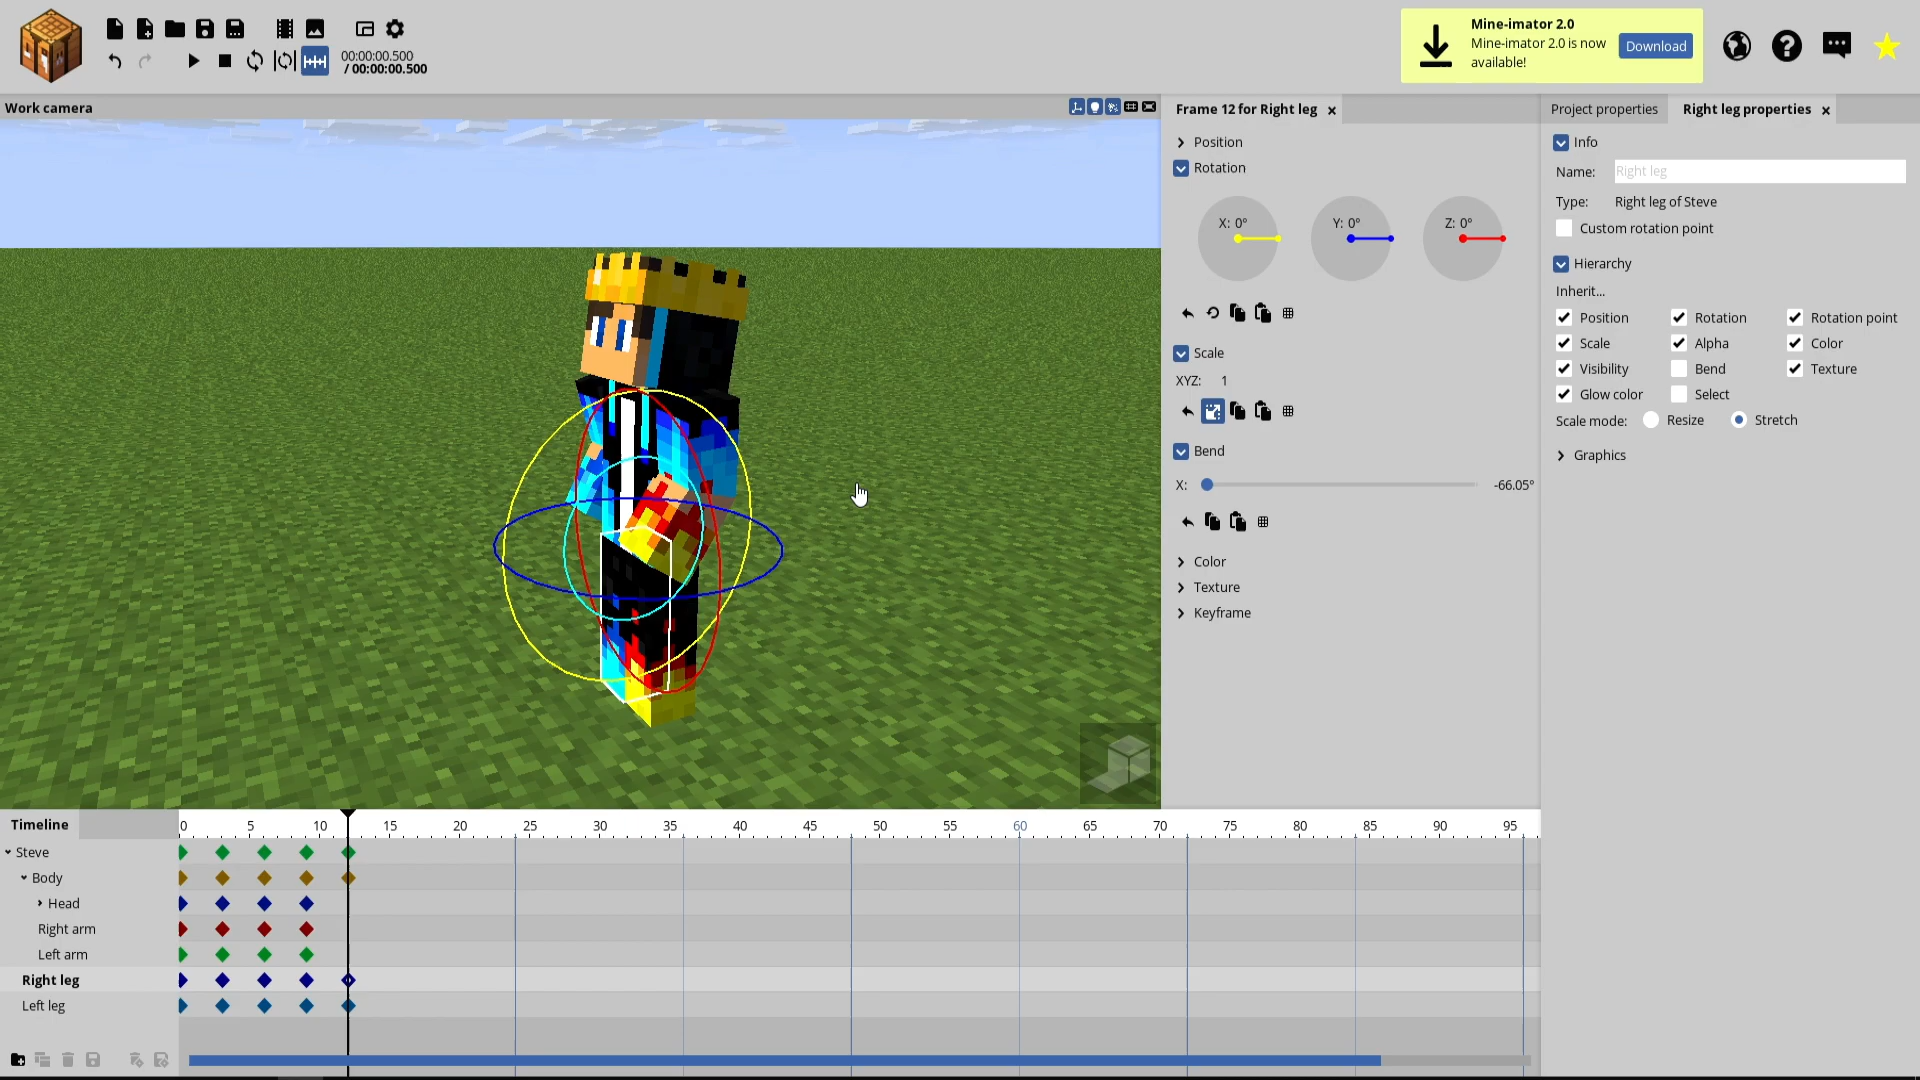 00:00:00.500
/ 00:00:00.500
Mine-imator 2.0
Mine-imator 2.0 is now
available!
Download
Work camera
Frame 12 for Right leg
Position
Rotation
X: 0°
Y: 0°
Z: 0°
Scale
XYZ: 1
Bend
X: -66.05°
Color
Texture
Keyframe
Project properties
Right leg properties
Info
Name: Right leg
Type: Right leg of Steve
Custom rotation point
Hierarchy
Inherit...
Position Rotation Rotation point
Scale Alpha Color
Visibility Bend Texture
Glow color Select
Scale mode: Resize Stretch
Graphics
Timeline
0 5 10 15 20 25 30 35 40 45 50 55 60 65 70 75 80 85 90 95
Steve
Body
Head
Right arm
Left arm
Right leg
Left leg